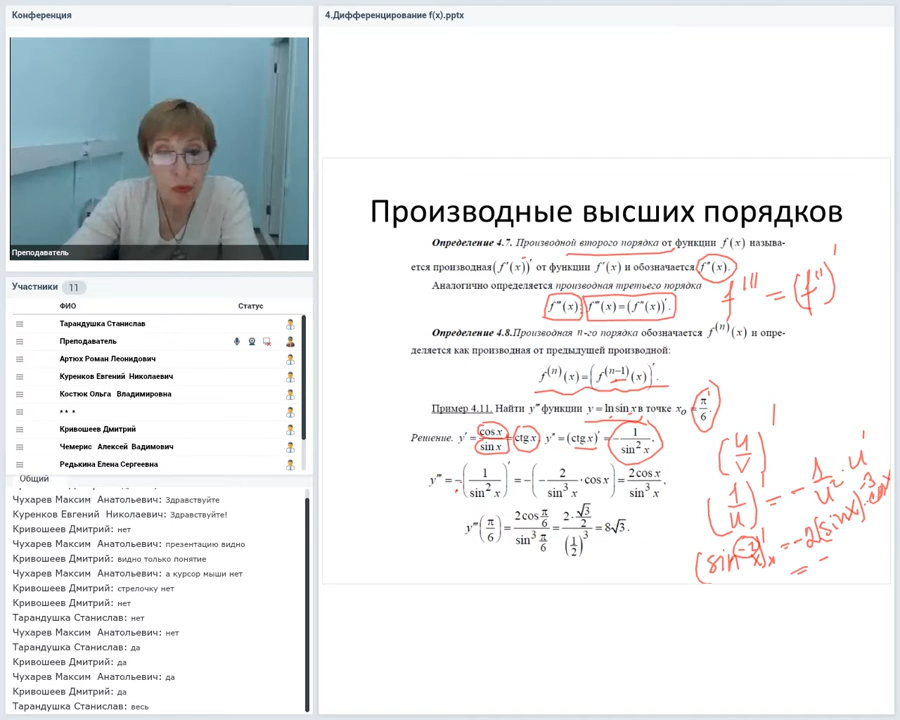 Конференция
Преподаватель
Участники 11
ФИО Статус
Тарандушка Станислав
Преподаватель
Артюх Роман Леонидович
Куренков Евгений Николаевич
Костюк Ольга Владимировна
* * *
Кривошеев Дмитрий
Чемерис Алексей Вадимович
Редькина Елена Сергеевна
Общий
Чухарев Максим Анатольевич: Здравствуйте
Куренков Евгений Николаевич: Здравствуйте!
Кривошеев Дмитрий: нет
Чухарев Максим Анатольевич: презентацию видно
Кривошеев Дмитрий: видно только понятие
Чухарев Максим Анатольевич: а курсор мыши нет
Кривошеев Дмитрий: стрелочку нет
Кривошеев Дмитрий: нет
Тарандушка Станислав: нет
Чухарев Максим Анатольевич: нет
Тарандушка Станислав: да
Кривошеев Дмитрий: да
Чухарев Максим Анатольевич: да
Кривошеев Дмитрий: да
Тарандушка Станислав: весь
4.Дифференцирование f(x).pptx
Производные высших порядков
Определение 4.7. Производной второго порядка от функции f(x) называ-
ется производная (f'(x))' от функции f'(x) и обозначается f''(x).
Аналогично определяется производная третьего порядка
f'''(x): f'''(x) = (f''(x))'.
f''' = (f'')'
Определение 4.8. Производная n-го порядка обозначается f^(n)(x) и опре-
деляется как производная от предыдущей производной:
f^(n)(x) = (f^(n-1)(x))'.
Пример 4.11. Найти y''' функции y = ln sin x в точке x₀ = π/6.
Решение. y' = cos x / sin x = ctg x, y'' = (ctg x)' = -1/sin² x,
y''' = -(1/sin² x)' = -(-2/sin³ x · cos x) = 2cos x / sin³ x,
y'''(π/6) = 2cos π/6 / sin³ π/6 = 2·(√3/2) / (1/2)³ = 8√3.
(u/v)'
(1/u)' = -1/u² · u'
(sin⁻² x)'ₓ = -2(sin x)⁻³ · cos x
= -